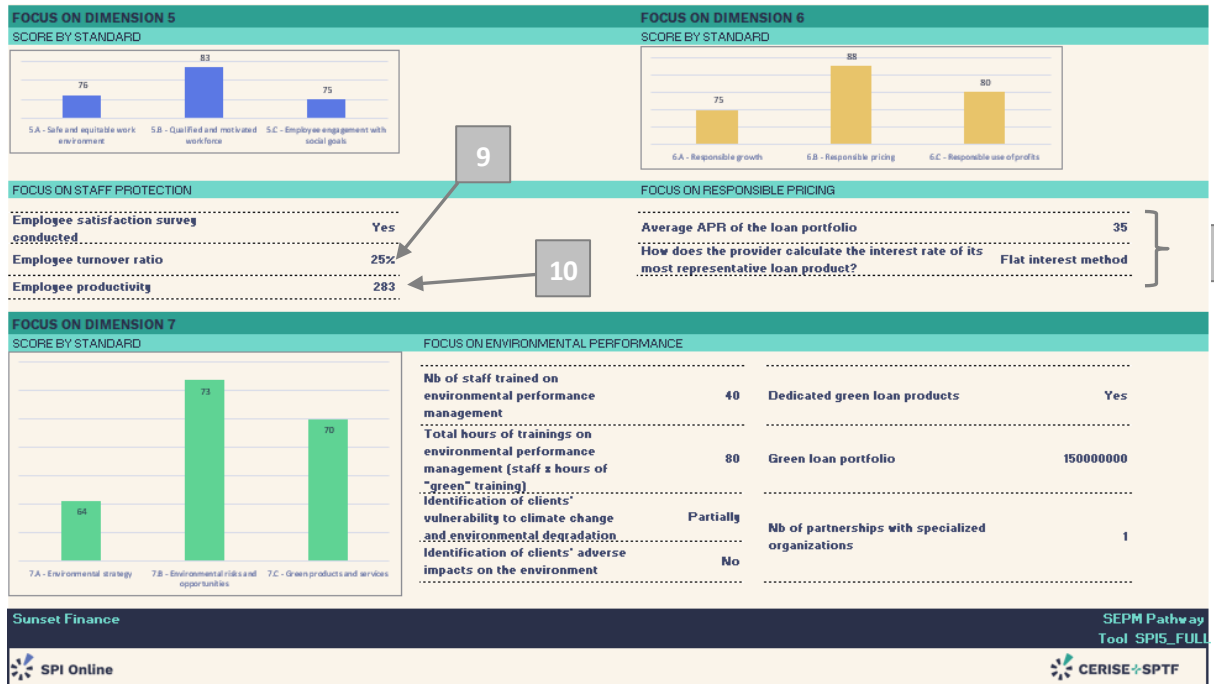 FOCUS ON DIMENSION 5
SCORE BY STANDARD
76
83
75
5.A - Safe and equitable work
environment
5.B - Qualified and motivated
workforce
5.C - Employee engagement with
social goals
FOCUS ON DIMENSION 6
SCORE BY STANDARD
75
88
80
6.A - Responsible growth
6.B - Responsible pricing
6.C - Responsible use of profits
9
FOCUS ON STAFF PROTECTION
Employee satisfaction survey
conducted
Yes
Employee turnover ratio
25%
Employee productivity
283
10
FOCUS ON RESPONSIBLE PRICING
Average APR of the loan portfolio
35
How does the provider calculate the interest rate of its
most representative loan product?
Flat interest method
FOCUS ON DIMENSION 7
SCORE BY STANDARD
64
73
70
7.A - Environmental strategy
7.B - Environmental risks and
opportunities
7.C - Green products and services
FOCUS ON ENVIRONMENTAL PERFORMANCE
Nb of staff trained on
environmental performance
management
40
Total hours of trainings on
environmental performance
management (staff x hours of
"green" training)
80
Identification of clients'
vulnerability to climate change
and environmental degradation
Partially
Identification of clients' adverse
impacts on the environment
No
Dedicated green loan products
Yes
Green loan portfolio
150000000
Nb of partnerships with specialized
organizations
1
Sunset Finance
SEPM Pathway
Tool SPI5_FULL
SPI Online
CERISE+SPTF